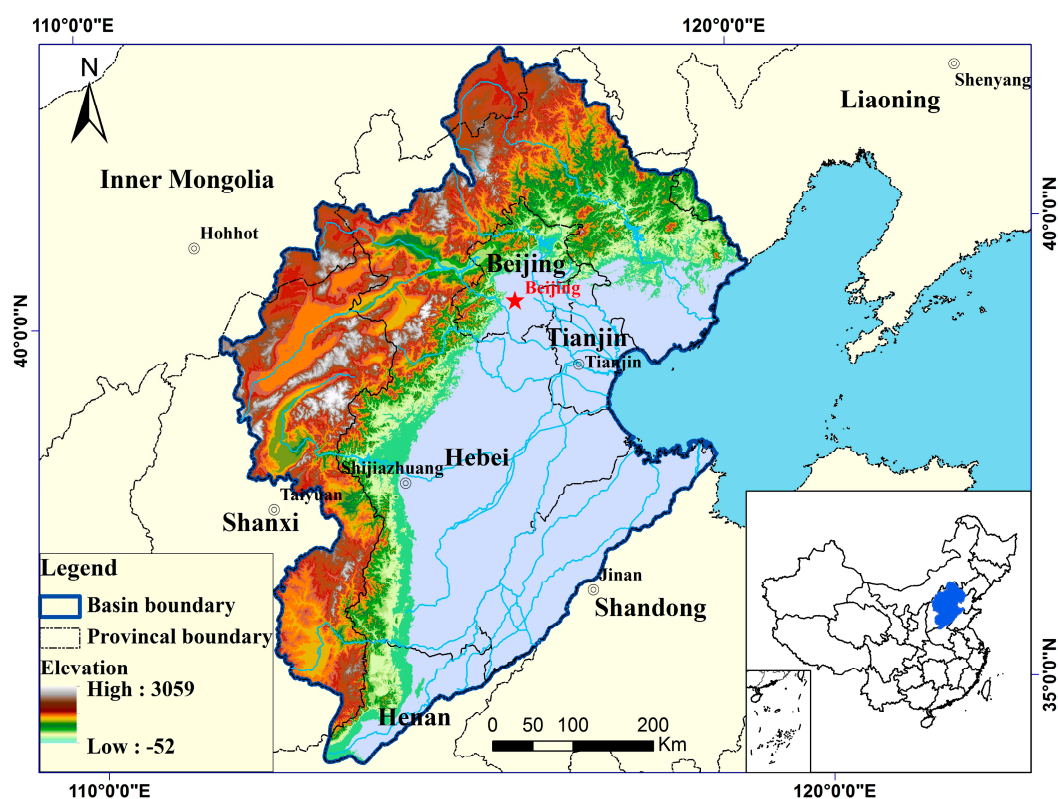 110°0'0"E
120°0'0"E
N
Shenyang
Liaoning
Inner Mongolia
40°0'0"N
Hohhot
Beijing
Beijing
40°0'0"N
Tianjin
Tianjin
Hebei
Shijiazhuang
Taiyuan
Shanxi
Legend
Jinan
Basin boundary
Shandong
Provincal boundary
Elevation
High : 3059
35°0'0"N
Henan
0 50 100 200
Km
Low : -52
110°0'0"E
120°0'0"E